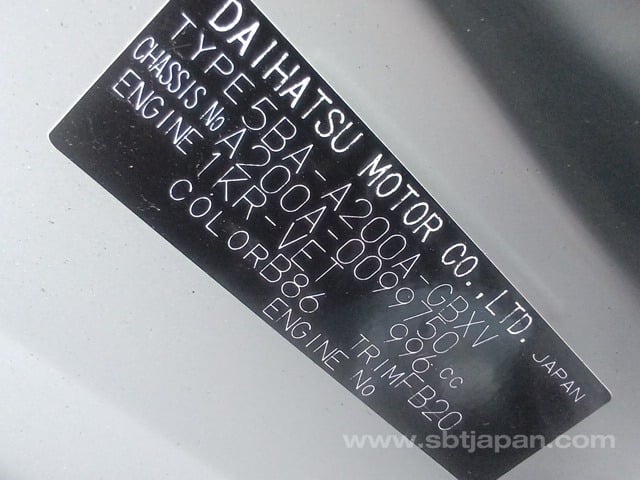 DAIHATSU MOTOR CO.,LTD. JAPAN
TYPE 5BA-A200A-GBXV
CHASSIS No A200A-0099750
ENGINE 1KR-VET 996 cc
COLOR B86 TRIM FB20
ENGINE No
www.sbtjapan.com